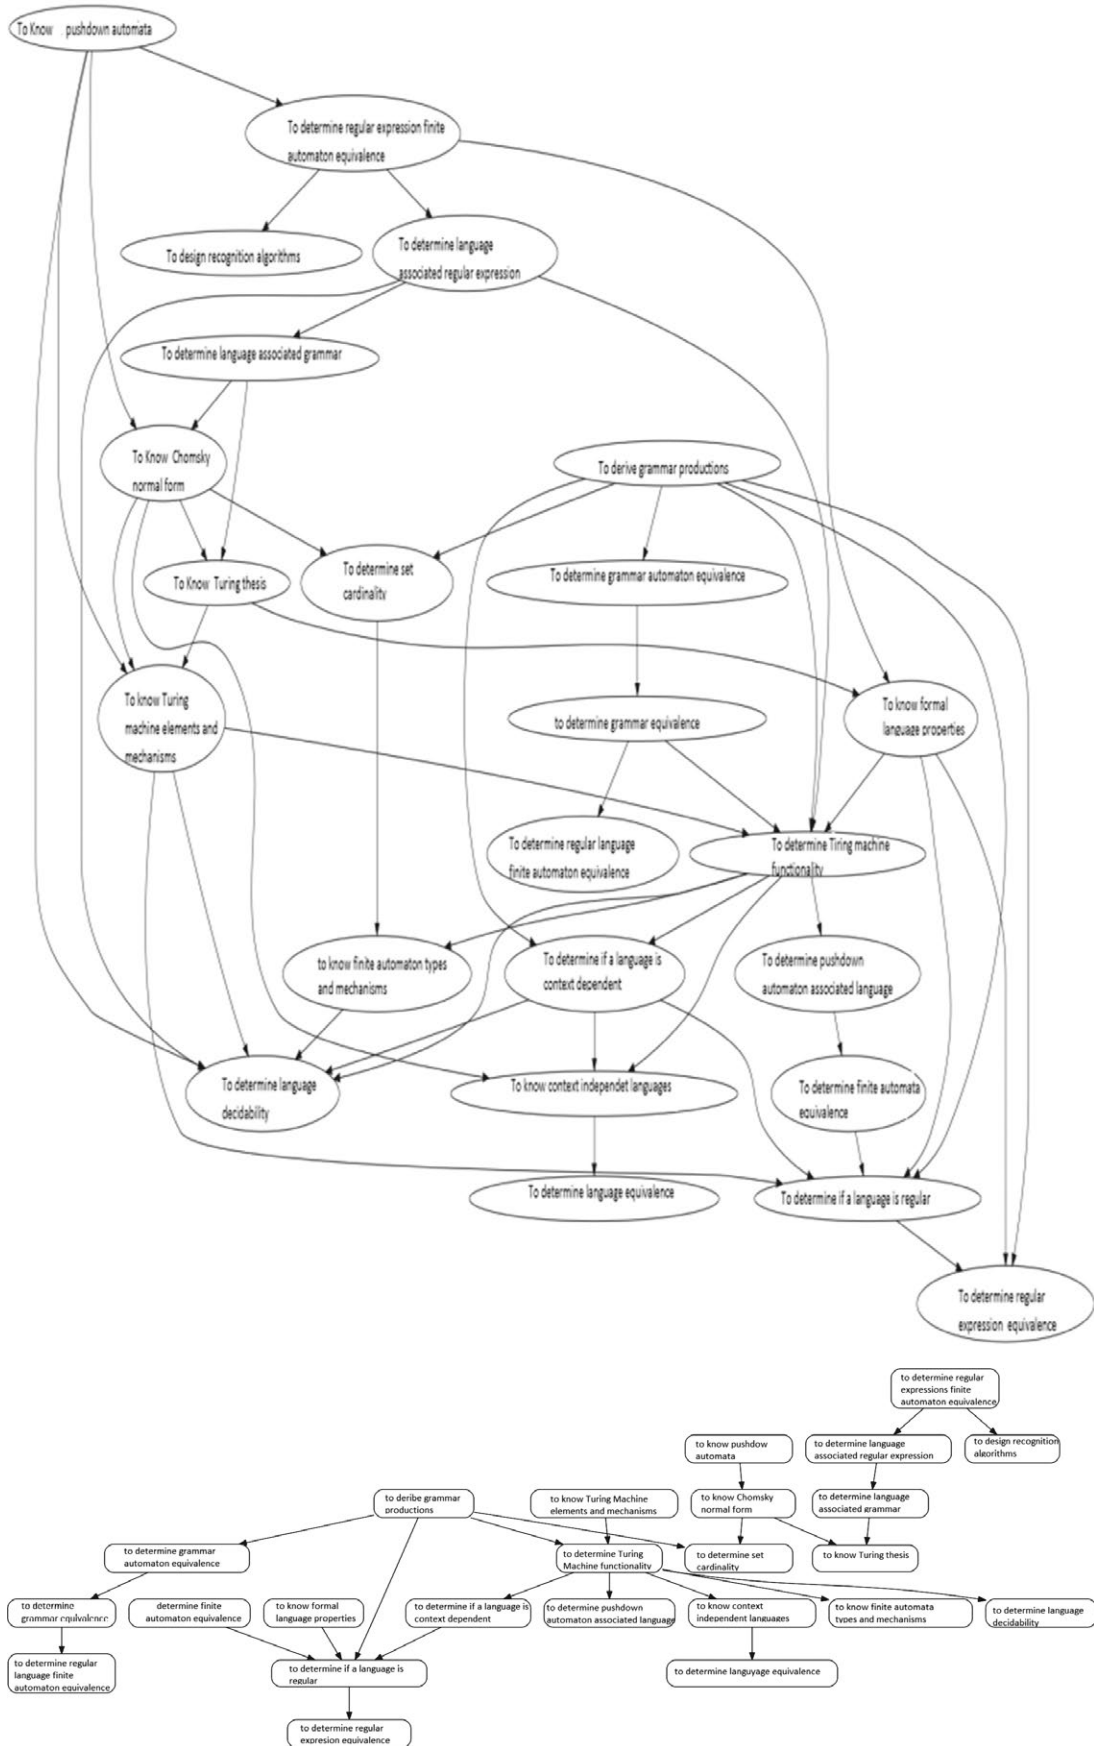 To Know . pushdown automata
To determine regular expression finite
automaton equivalence
To design recognition algorithms
To determine language
associated regular expression
To determine language associated grammar
To Know Chomsky
normal form
To derive grammar productions
To Know Turing thesis
To determine set
cardinality
To determine grammar automaton equivalence
To know Turing
machine elements and
mechanisms
to determine grammar equivalence
To know formal
language properties
To determine regular language
finite automaton equivalence
To determine Tiring machine
functionality
to know finite automaton types
and mechanisms
To determine if a language is
context dependent
To determine pushdown
automaton associated language
To determine language
decidability
To know context independet languages
To determine finite automata
equivalence
To determine language equivalence
To determine if a language is regular
To determine regular
expression equivalence
to determine regular
expressions finite
automaton equivalence
to know pushdow
automata
to determine language
associated regular expression
to design recognition
algorithms
to deribe grammar
productions
to know Turing Machine
elements and mechanisms
to know Chomsky
normal form
to determine language
associated grammar
to determine grammar
automaton equivalence
to determine Turing
Machine functionality
to determine set
cardinality
to know Turing thesis
to determine
grammar equivalence
determine finite
automaton equivalence
to know formal
language properties
to determine if a language is
context dependent
to determine pushdown
automaton associated language
to know context
independent languages
to know finite automata
types and mechanisms
to determine language
decidability
to determine regular
language finite
automaton equivalence
to determine if a language is
regular
to determine languyage equivalence
to determine regular
expresion equivalence